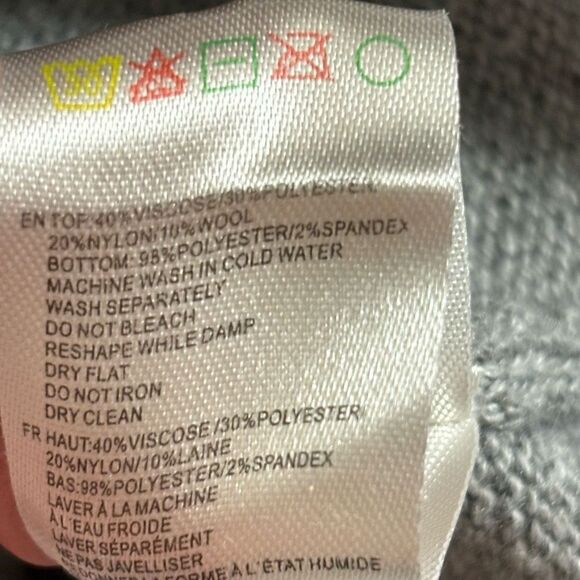 EN TOP:40%VISCOSE/30%POLYESTER
20%NYLON/10%WOOL
BOTTOM: 98%POLYESTER/2%SPANDEX
MACHINE WASH IN COLD WATER
WASH SEPARATELY
DO NOT BLEACH
RESHAPE WHILE DAMP
DRY FLAT
DO NOT IRON
DRY CLEAN
FR HAUT:40%VISCOSE/30%POLYESTER
20%NYLON/10%LAINE
BAS:98%POLYESTER/2%SPANDEX
LAVER À LA MACHINE
À L'EAU FROIDE
LAVER SÉPARÉMENT
NE PAS JAVELLISER
FORME À L'ÉTAT HUMIDE